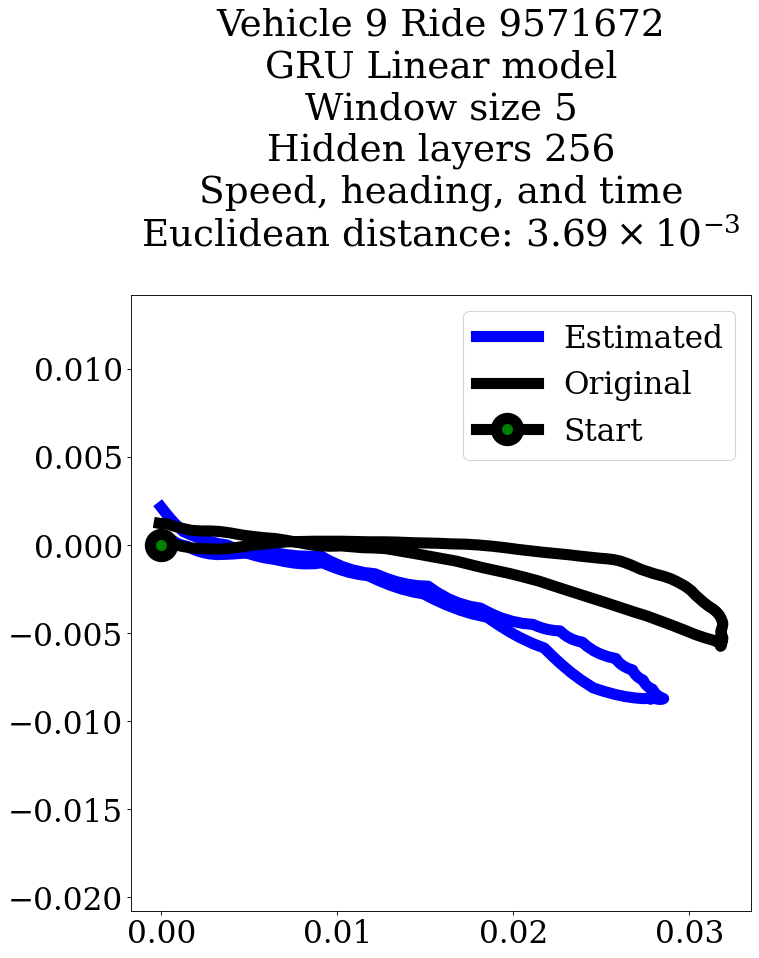 Vehicle 9 Ride 9571672
GRU Linear model
Window size 5
Hidden layers 256
Speed, heading, and time
Euclidean distance: 3.69 × 10⁻³
Estimated
Original
Start
0.010
0.005
0.000
−0.005
−0.010
−0.015
−0.020
0.00 0.01 0.02 0.03